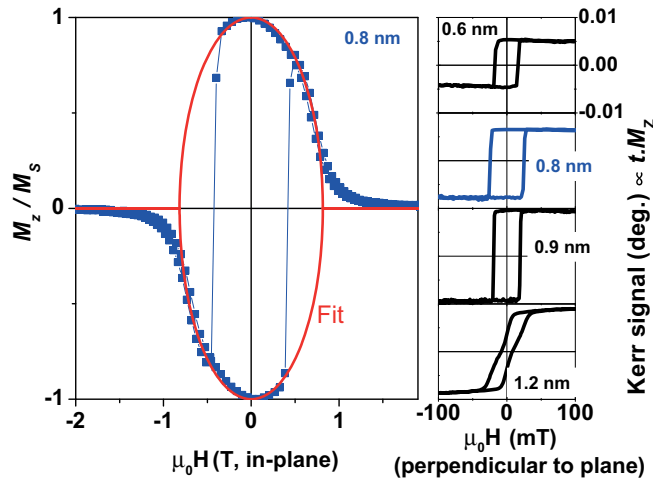 1
0
-1
M_z / M_S
0.8 nm
Fit
-2
-1
0
1
μ₀H (T, in-plane)
0.6 nm
0.8 nm
0.9 nm
1.2 nm
0.01
0.00
-0.01
Kerr signal (deg.) ∝ t.M_z
-100
0
100
μ₀H (mT)
(perpendicular to plane)